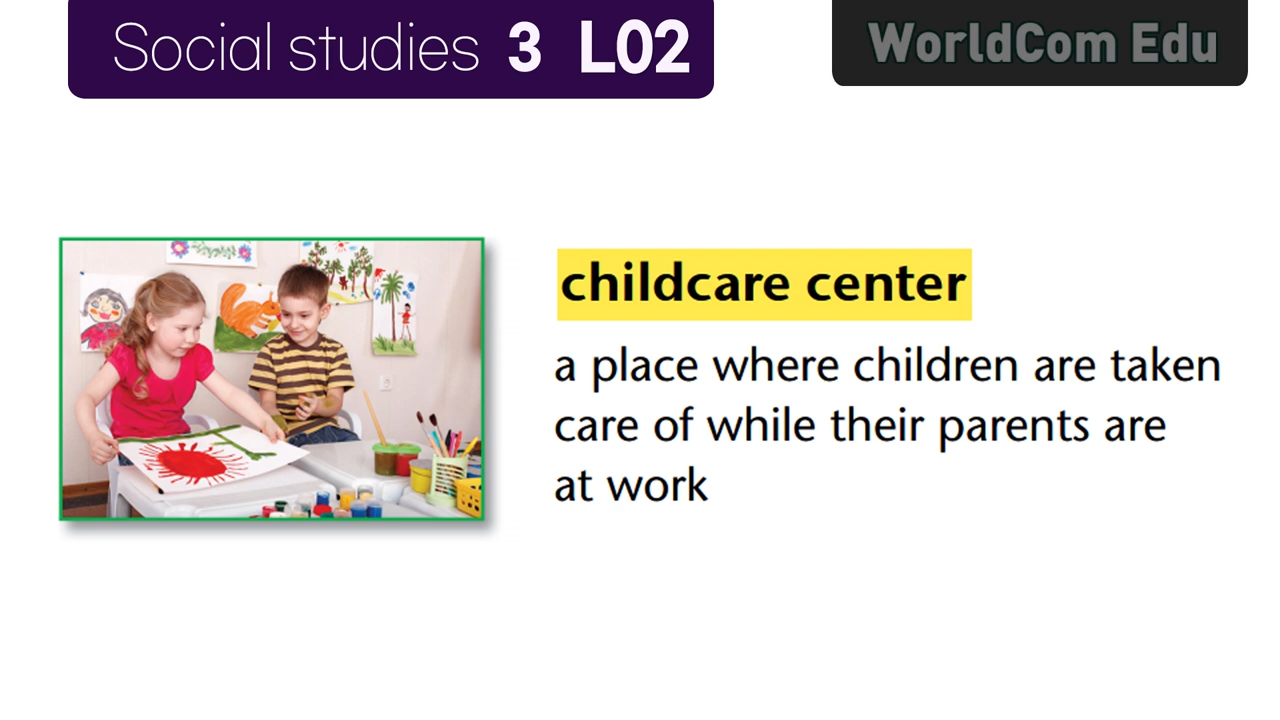 Social studies 3 L02
WorldCom Edu
childcare center
a place where children are taken
care of while their parents are
at work